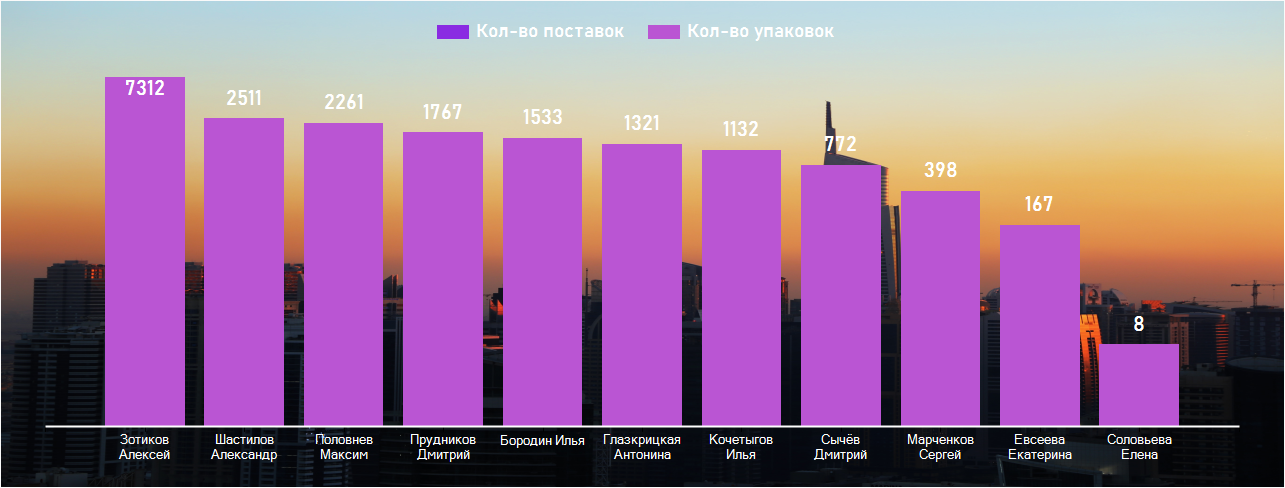 Кол-во поставок Кол-во упаковок
7312 2511 2261 1767 1533 1321 1132 772 398 167 8
Зотиков Алексей
Шастилов Александр
Половнев Максим
Прудников Дмитрий
Бородин Илья
Глазкрицкая Антонина
Кочетыгов Илья
Сычёв Дмитрий
Марченков Сергей
Евсеева Екатерина
Соловьева Елена